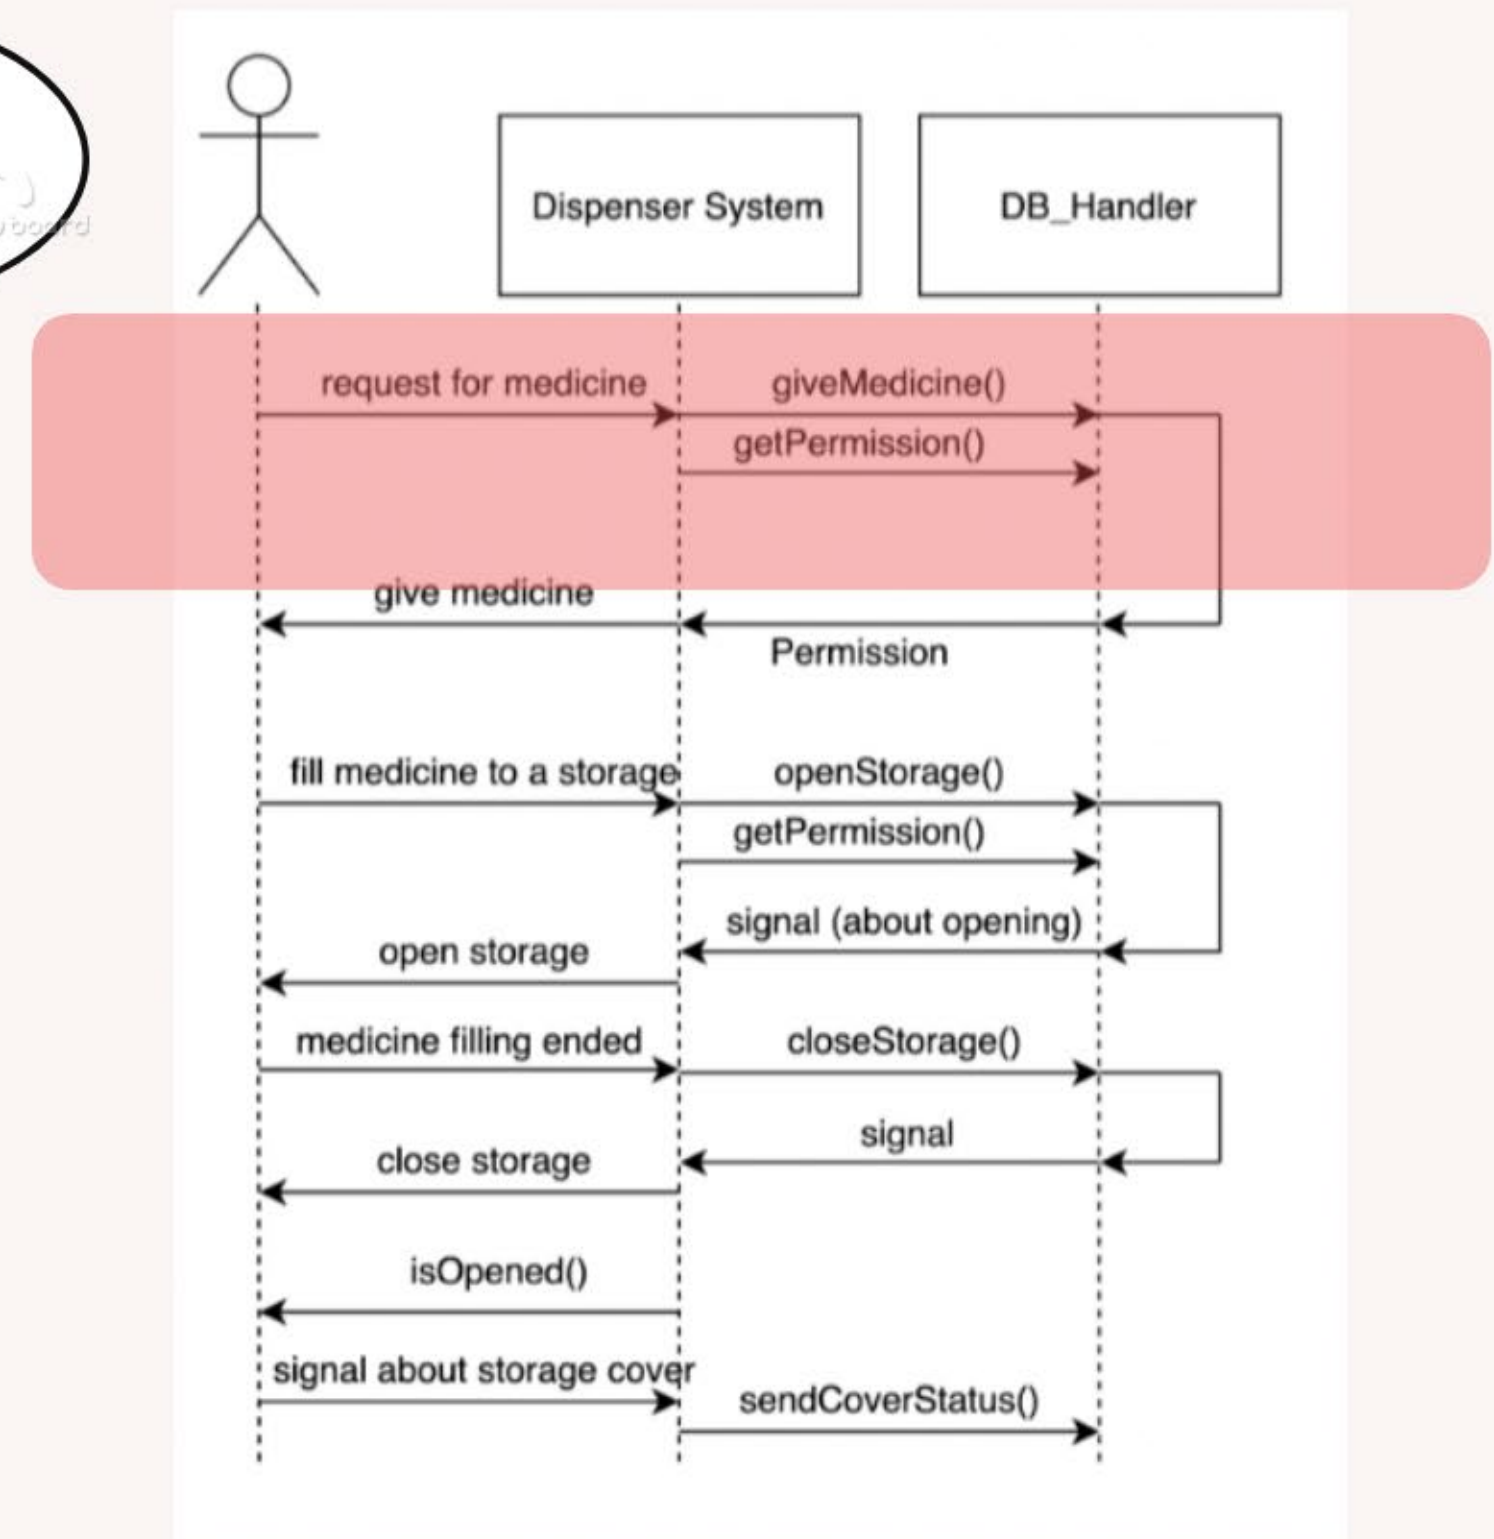 board
Dispenser System
DB_Handler
request for medicine
giveMedicine()
getPermission()
give medicine
Permission
fill medicine to a storage
openStorage()
getPermission()
signal (about opening)
open storage
medicine filling ended
closeStorage()
signal
close storage
isOpened()
signal about storage cover
sendCoverStatus()